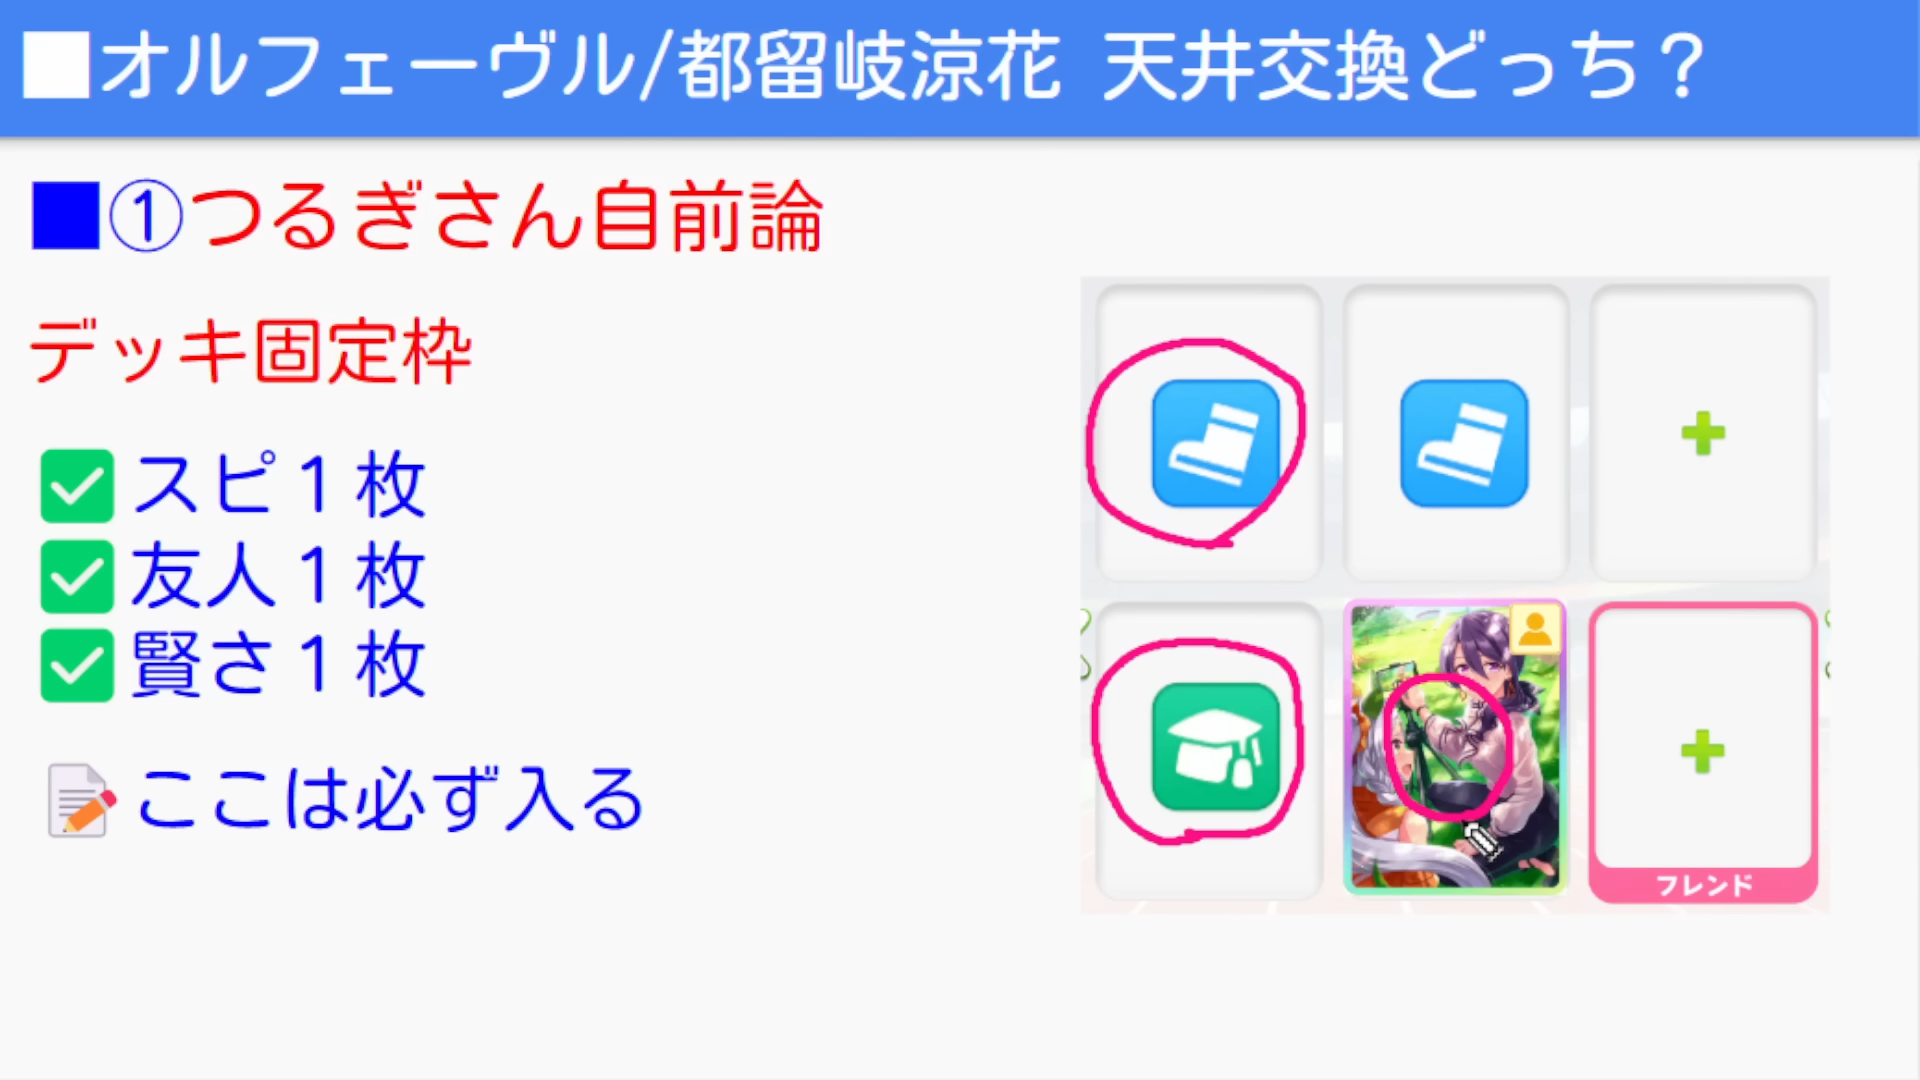 ■オルフェーヴル/都留岐涼花 天井交換どっち？
■①つるぎさん自前論
デッキ固定枠
✅スピ１枚
✅友人１枚
✅賢さ１枚
📝ここは必ず入る
フレンド